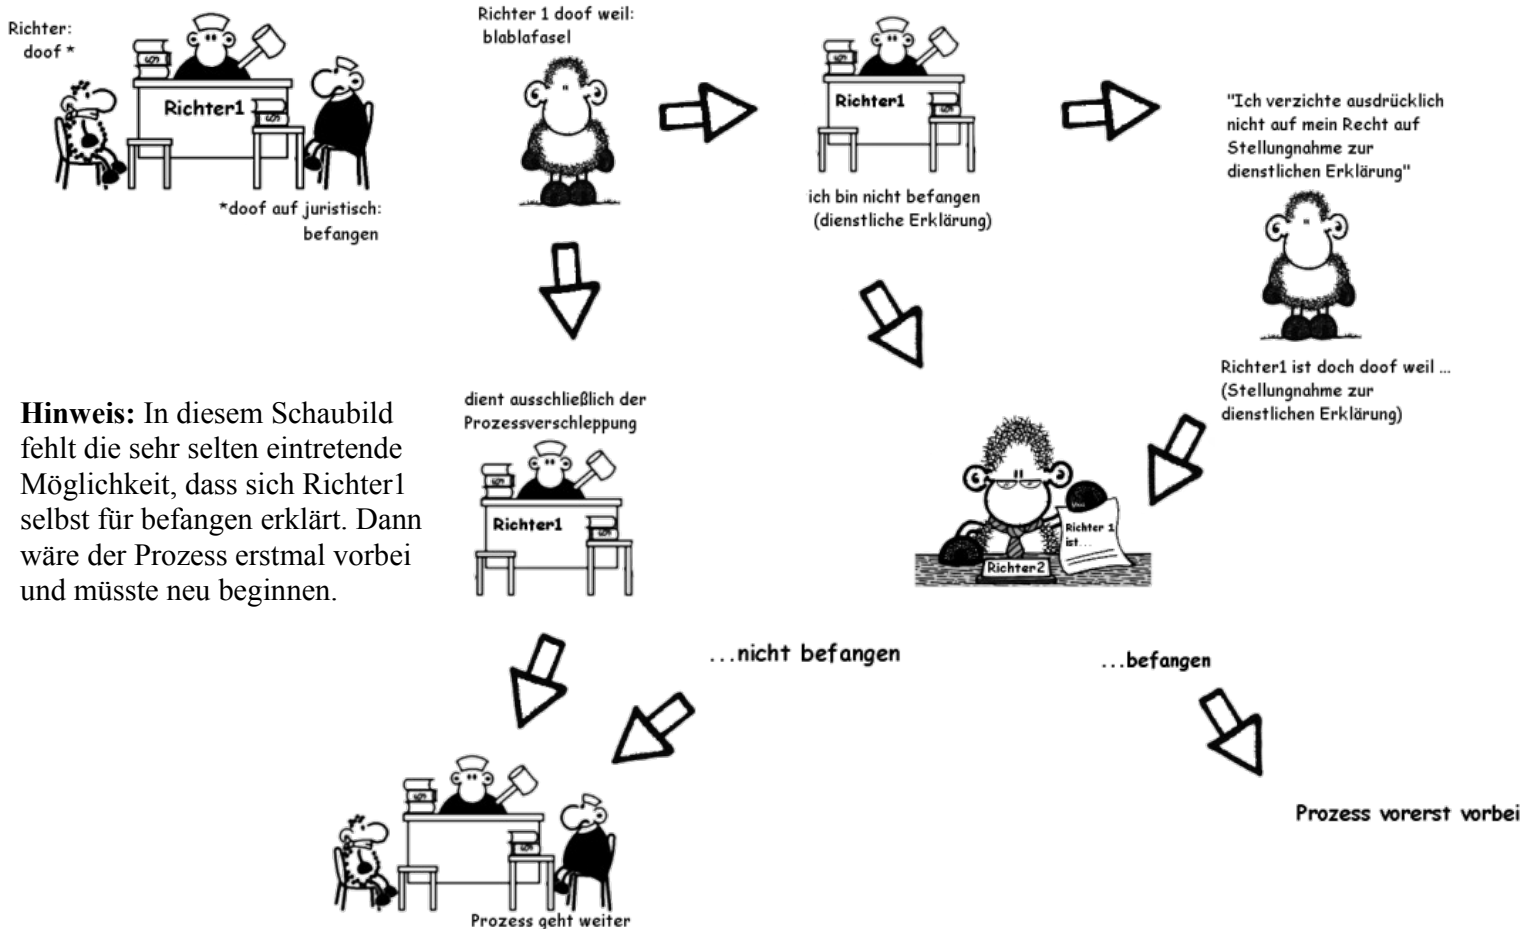 Richter:
doof *
Richter1
*doof auf juristisch:
befangen
Richter 1 doof weil:
blablafasel
Richter1
ich bin nicht befangen
(dienstliche Erklärung)
"Ich verzichte ausdrücklich
nicht auf mein Recht auf
Stellungnahme zur
dienstlichen Erklärung"
Richter1 ist doch doof weil ...
(Stellungnahme zur
dienstlichen Erklärung)
Hinweis: In diesem Schaubild
fehlt die sehr selten eintretende
Möglichkeit, dass sich Richter1
selbst für befangen erklärt. Dann
wäre der Prozess erstmal vorbei
und müsste neu beginnen.
dient ausschließlich der
Prozessverschleppung
Richter1
Richter 1
ist...
Richter2
...nicht befangen
...befangen
Prozess geht weiter
Prozess vorerst vorbei